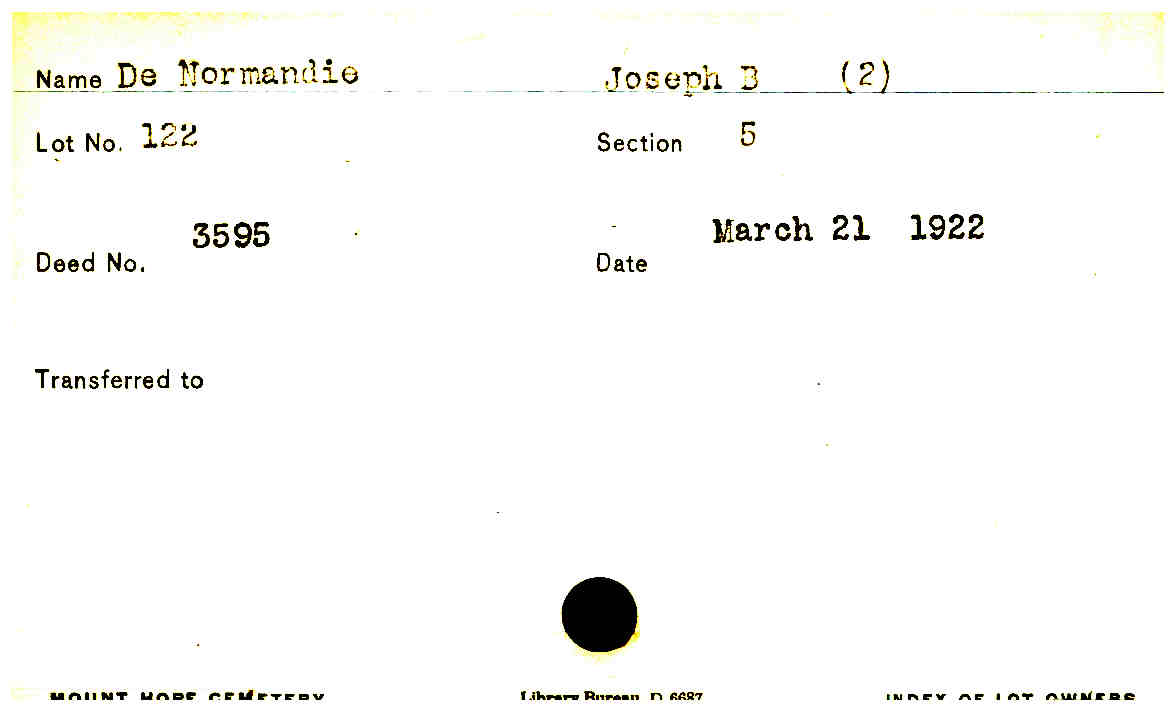 Name De Normandie Joseph B (2)
Lot No. 122 Section 5
3595 March 21 1922
Deed No. Date
Transferred to
MOUNT HOPE CEMETERY Library Bureau D 6687 INDEX OF LOT OWNERS